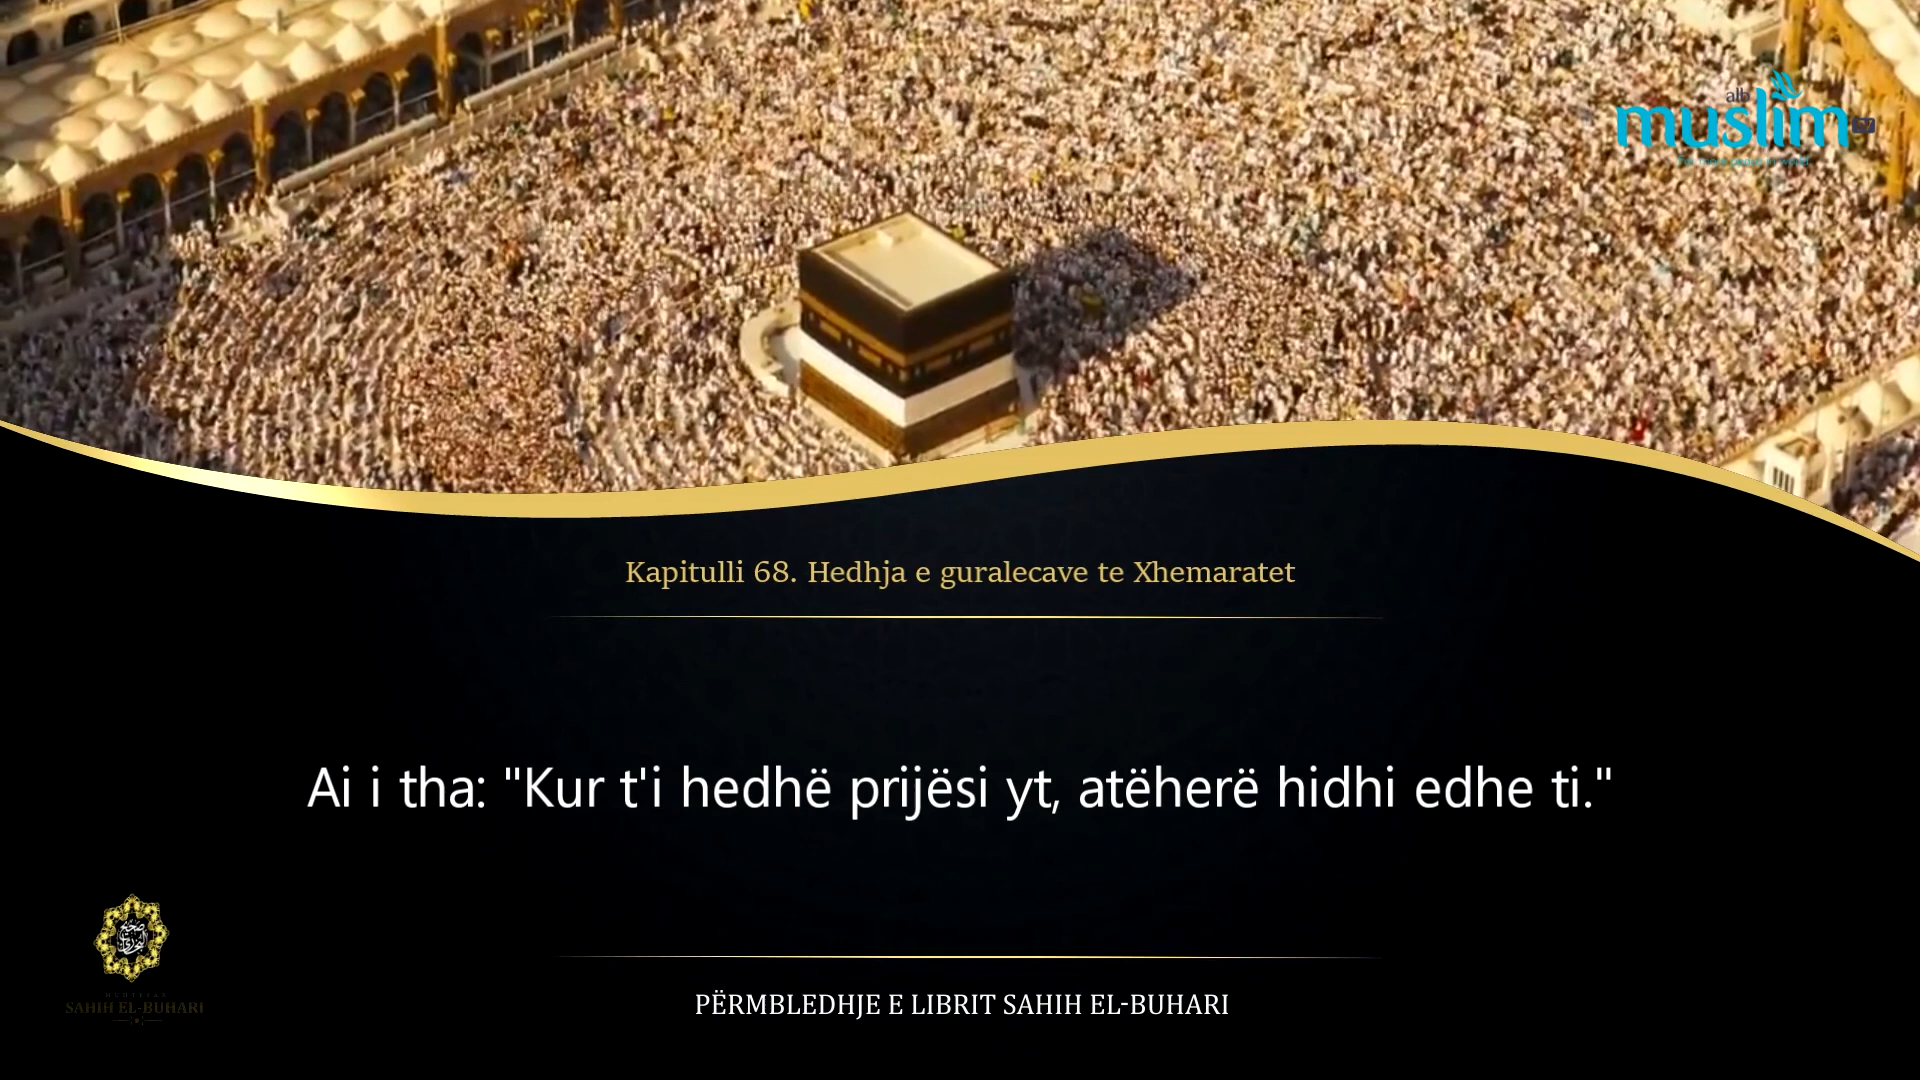 alb
muslim
Kapitulli 68. Hedhja e guralecave te Xhemaratet
Ai i tha: "Kur t'i hedhë prijësi yt, atëherë hidhi edhe ti."
SAHIH EL-BUHARI
PËRMBLEDHJE E LIBRIT SAHIH EL-BUHARI